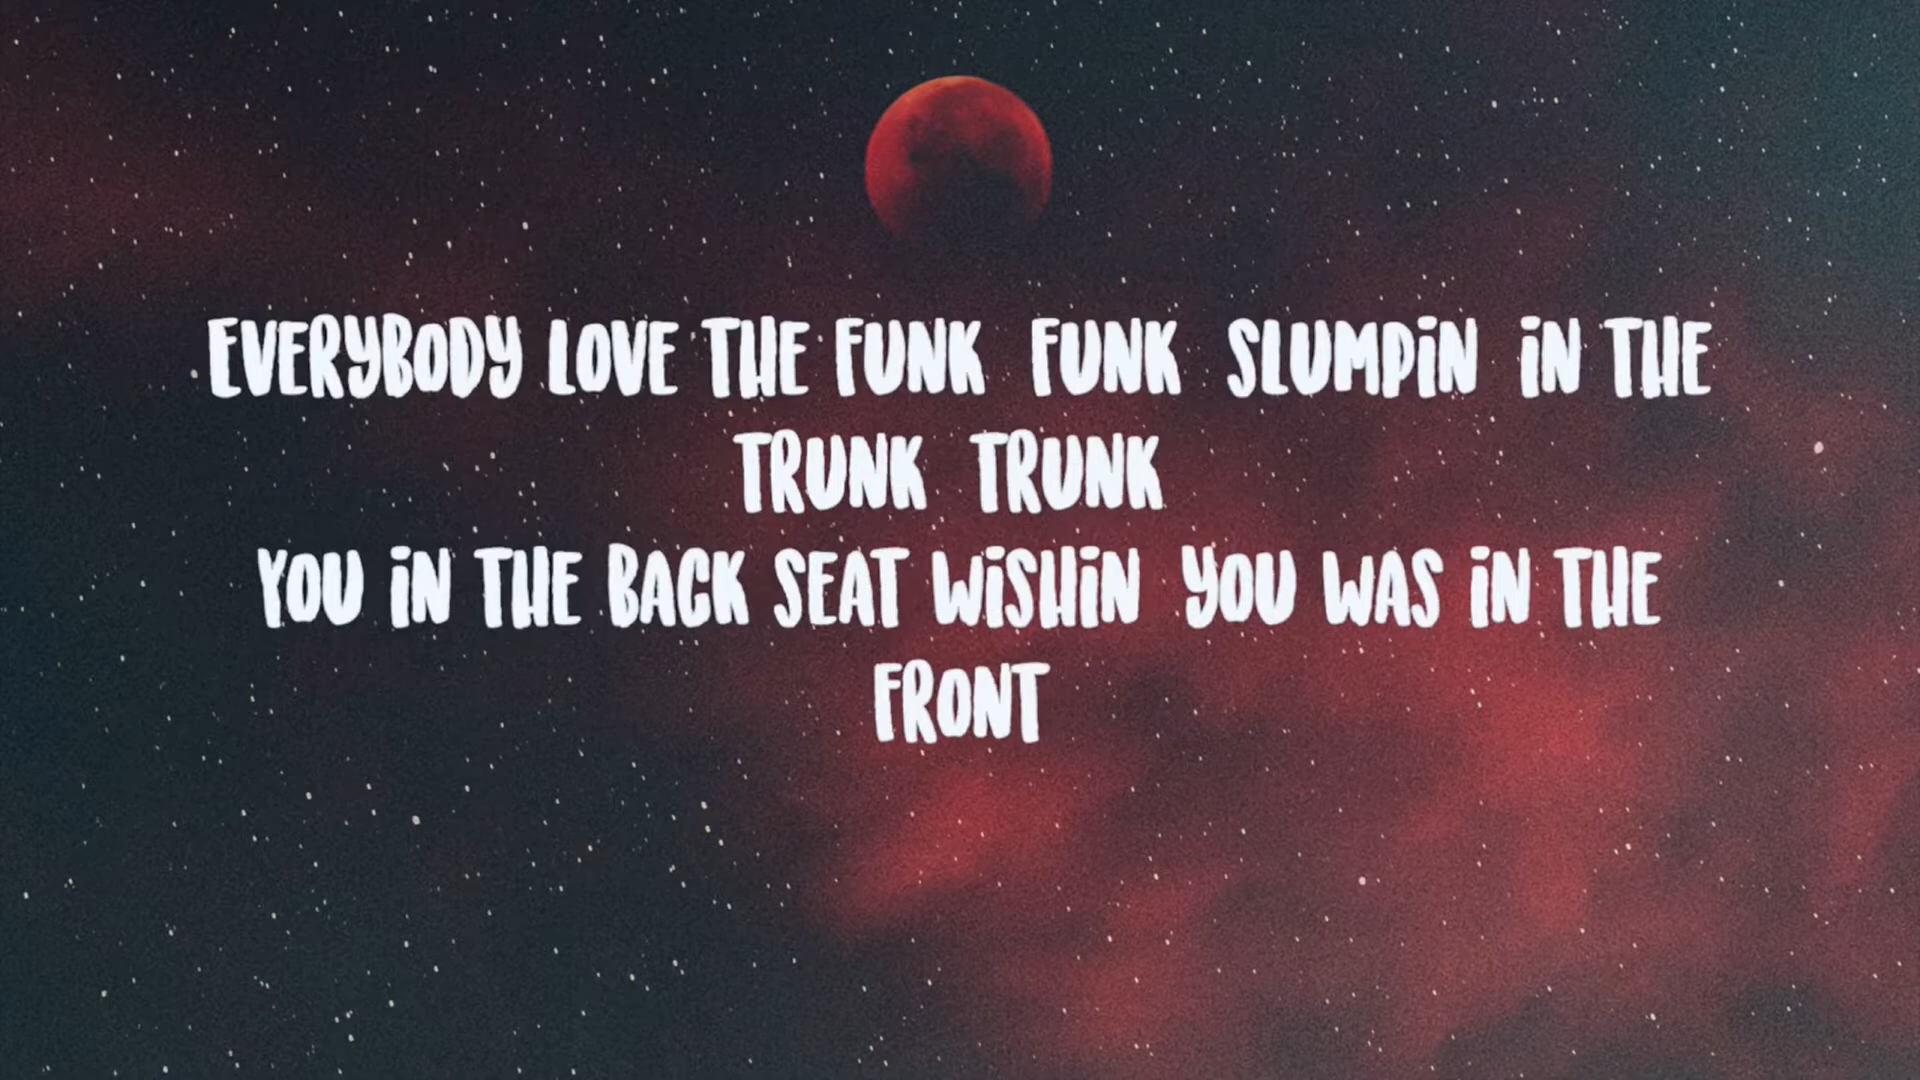 EVERYBODY LOVE THE FUNK FUNK SLUMPiN iN THE
TRUNK TRUNK
YOU iN THE BACK SEAT WiSHiN YOU WAS iN THE
FRONT